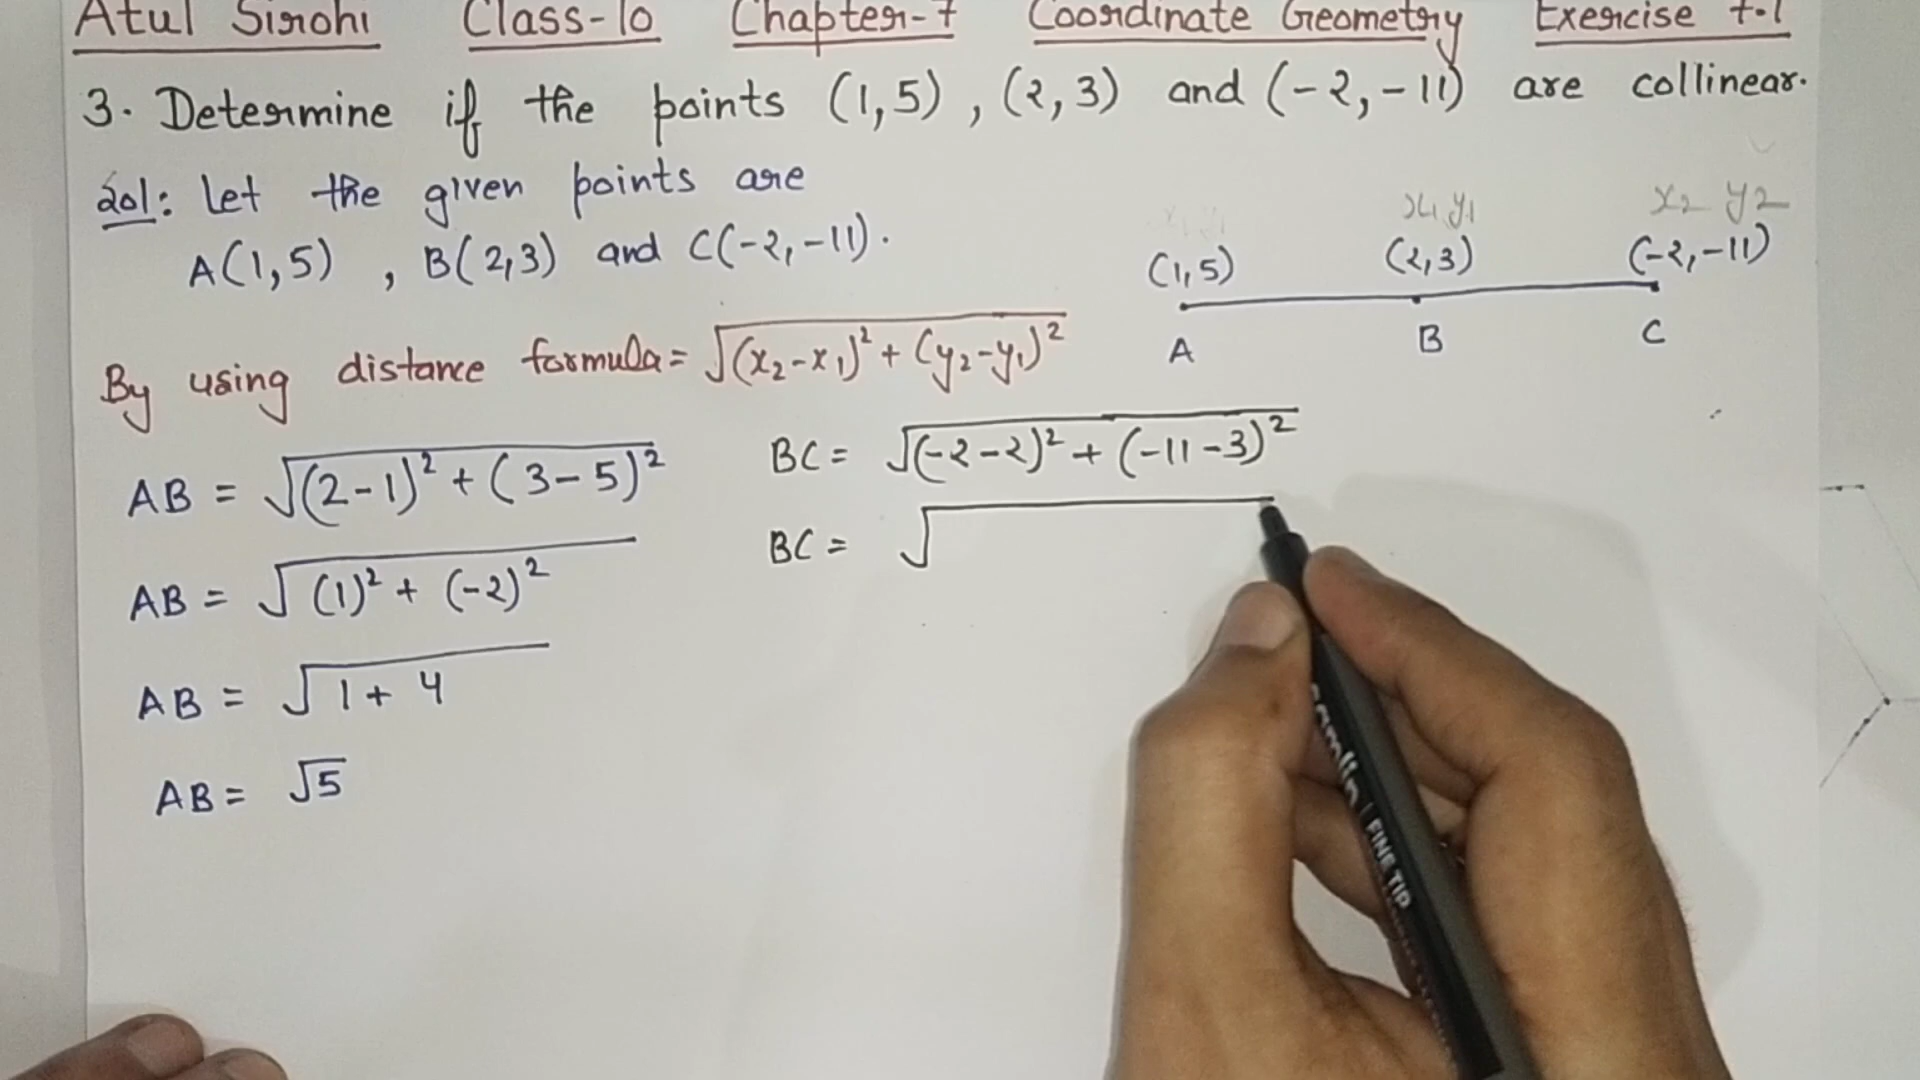 Atul Sirohi Class-10 Chapter-7 Coordinate Geometry Exercise 7.1
3. Determine if the points (1,5), (2,3) and (-2,-11) are collinear.
Sol: Let the given points are
A(1,5) , B(2,3) and C(-2,-11).
x₁ y₁ x₂ y₂
(1,5) (2,3) (-2,-11)
A B C
By using distance formula = √(x₂-x₁)² + (y₂-y₁)²
AB = √(2-1)² + (3-5)²
AB = √(1)² + (-2)²
AB = √1+4
AB = √5
BC = √(-2-2)² + (-11-3)²
BC = √
camlin FINE TIP